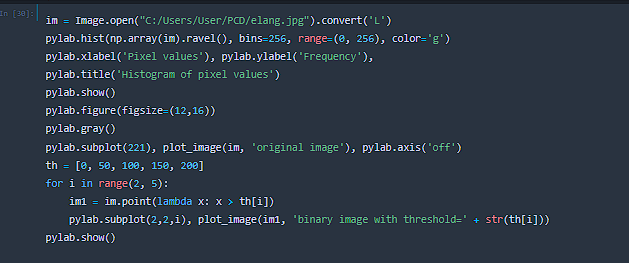 In [30]:
im = Image.open("C:/Users/User/PCD/elang.jpg").convert('L')
pylab.hist(np.array(im).ravel(), bins=256, range=(0, 256), color='g')
pylab.xlabel('Pixel values'), pylab.ylabel('Frequency'),
pylab.title('Histogram of pixel values')
pylab.show()
pylab.figure(figsize=(12,16))
pylab.gray()
pylab.subplot(221), plot_image(im, 'original image'), pylab.axis('off')
th = [0, 50, 100, 150, 200]
for i in range(2, 5):
    im1 = im.point(lambda x: x > th[i])
    pylab.subplot(2,2,i), plot_image(im1, 'binary image with threshold=' + str(th[i]))
pylab.show()